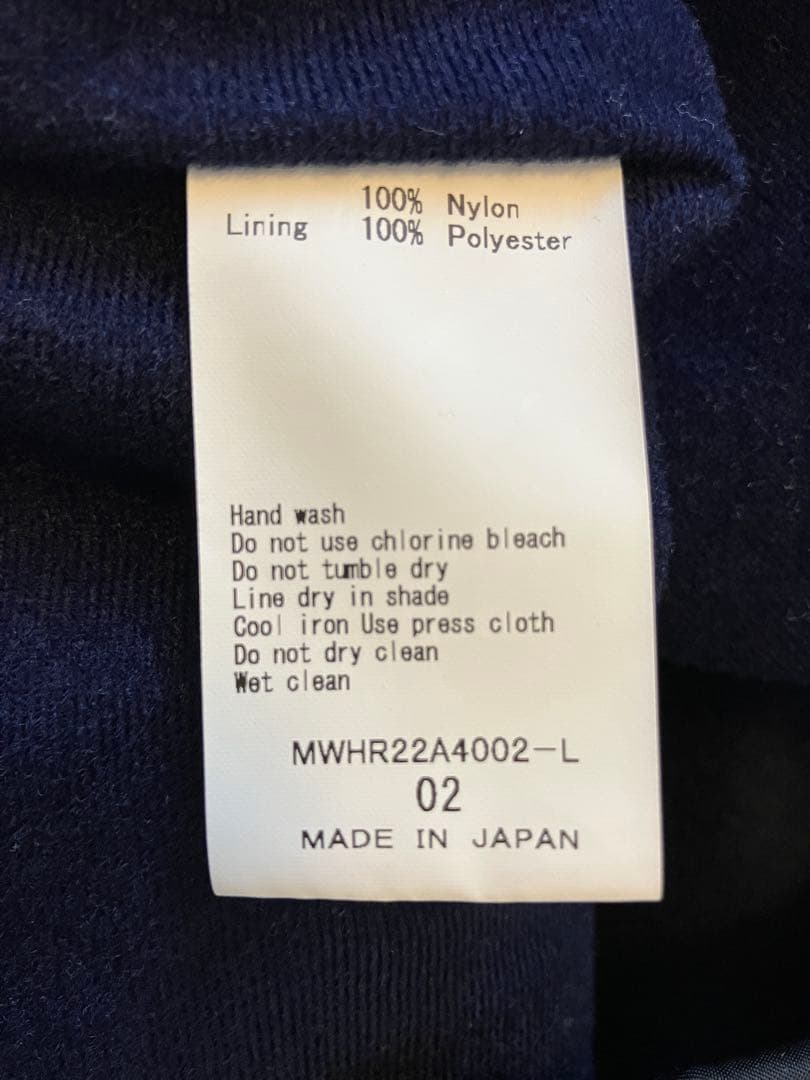 100% Nylon
Lining 100% Polyester
Hand wash
Do not use chlorine bleach
Do not tumble dry
Line dry in shade
Cool iron Use press cloth
Do not dry clean
Wet clean
MWHR22A4002-L
02
MADE IN JAPAN